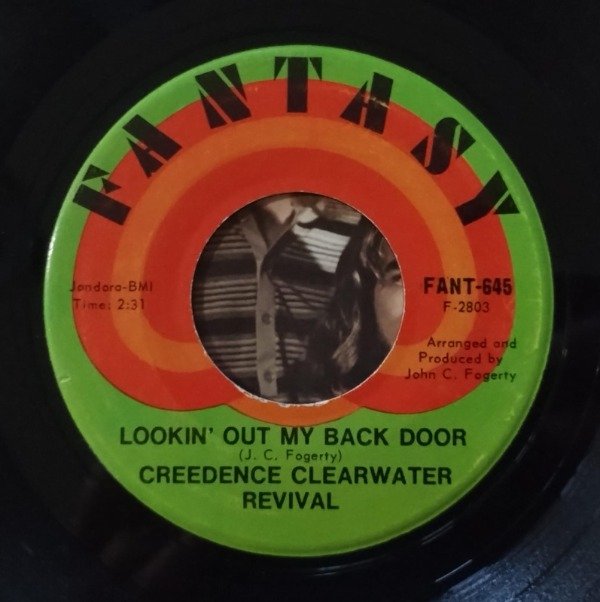 FANTASY
Jondora-BMI
Time: 2:31
FANT-645
F-2803
Arranged and
Produced by
John C. Fogerty
LOOKIN' OUT MY BACK DOOR
(J. C. Fogerty)
CREEDENCE CLEARWATER
REVIVAL